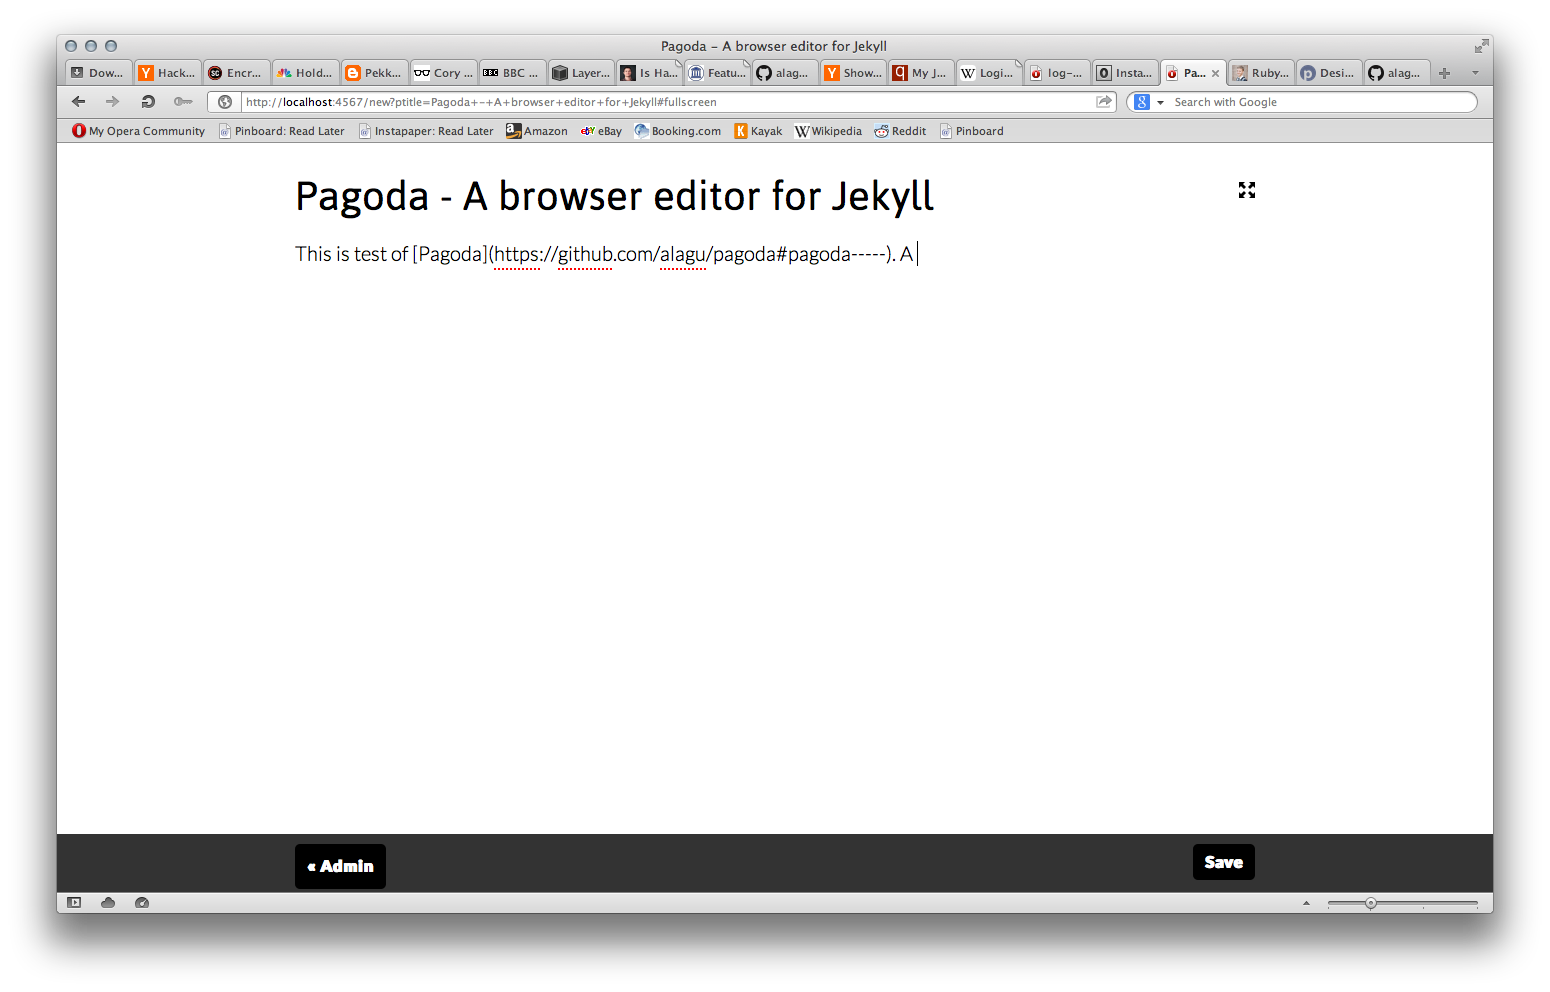 Pagoda – A browser editor for Jekyll
Dow... Hack... Encr... Hold... Pekk... Cory ... BBC ... Layer... Is Ha... Featu... alag... Show... My J... Logi... log-... Insta... Pa... Ruby... Desi... alag...
http://localhost:4567/new?ptitle=Pagoda+-+A+browser+editor+for+Jekyll#fullscreen Search with Google
My Opera Community Pinboard: Read Later Instapaper: Read Later Amazon eBay Booking.com Kayak Wikipedia Reddit Pinboard
Pagoda - A browser editor for Jekyll
This is test of [Pagoda](https://github.com/alagu/pagoda#pagoda-----). A
« Admin Save